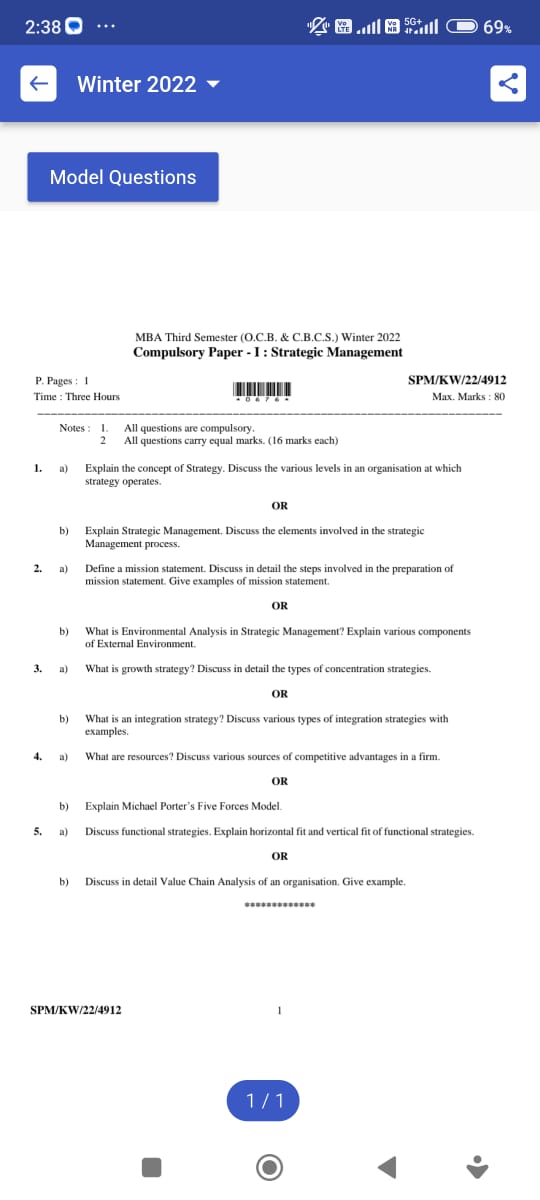 2:38 ... Vo LTE Vo NR 5G+ 69%
Winter 2022
Model Questions
MBA Third Semester (O.C.B. & C.B.C.S.) Winter 2022
Compulsory Paper - I : Strategic Management
P. Pages : 1 SPM/KW/22/4912
Time : Three Hours * 0 6 7 6 * Max. Marks : 80
Notes : 1. All questions are compulsory.
2 All questions carry equal marks. (16 marks each)
1. a) Explain the concept of Strategy. Discuss the various levels in an organisation at which
strategy operates.
OR
b) Explain Strategic Management. Discuss the elements involved in the strategic
Management process.
2. a) Define a mission statement. Discuss in detail the steps involved in the preparation of
mission statement. Give examples of mission statement.
OR
b) What is Environmental Analysis in Strategic Management? Explain various components
of External Environment.
3. a) What is growth strategy? Discuss in detail the types of concentration strategies.
OR
b) What is an integration strategy? Discuss various types of integration strategies with
examples.
4. a) What are resources? Discuss various sources of competitive advantages in a firm.
OR
b) Explain Michael Porter's Five Forces Model.
5. a) Discuss functional strategies. Explain horizontal fit and vertical fit of functional strategies.
OR
b) Discuss in detail Value Chain Analysis of an organisation. Give example.
*************
SPM/KW/22/4912 1
1 / 1